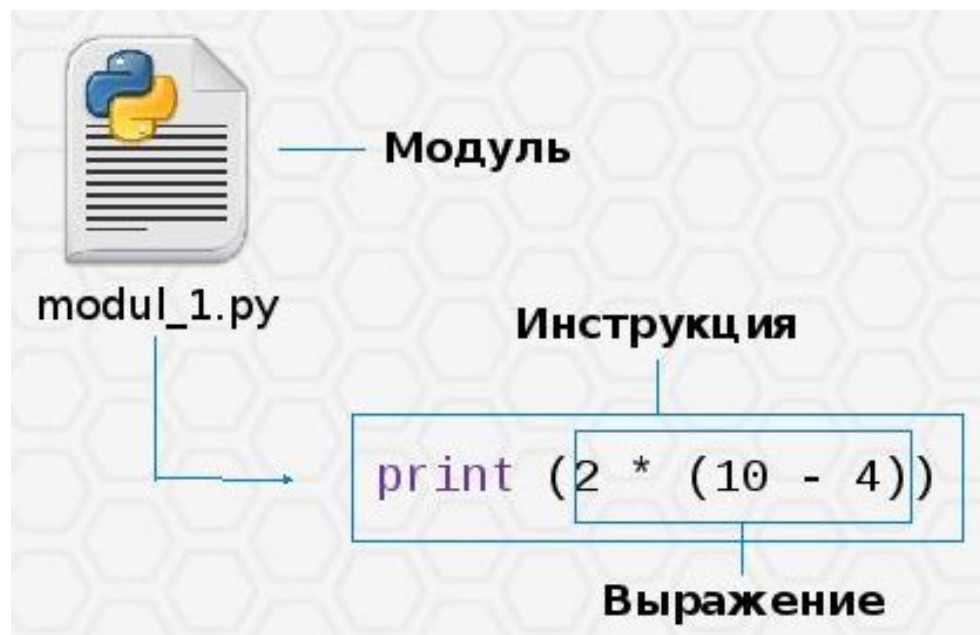 Модуль
modul_1.py
Инструкция
print (2 * (10 - 4))
Выражение